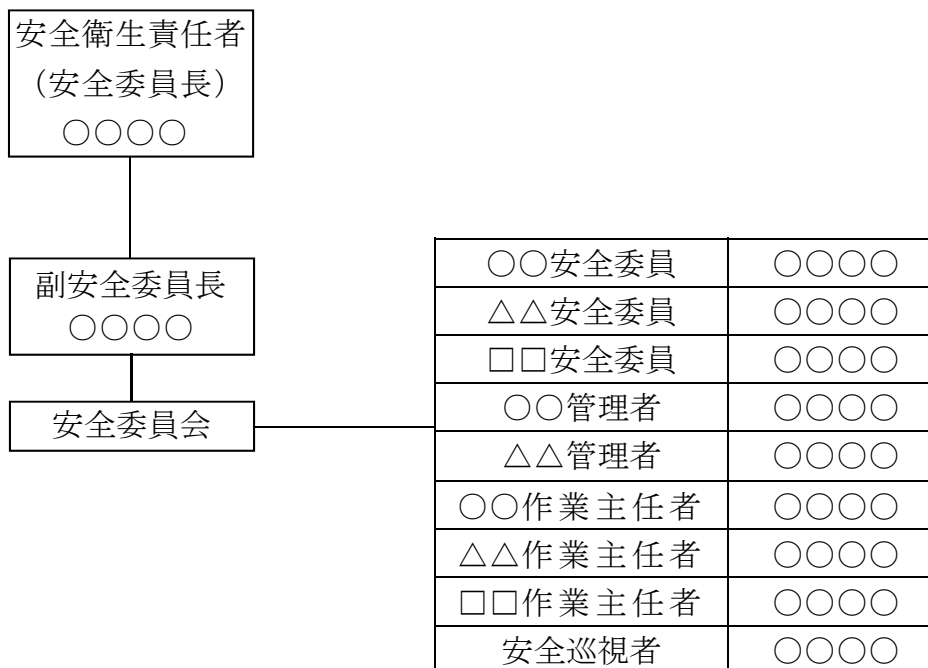 安全衛生責任者
（安全委員長）
○○○○
副安全委員長
○○○○
安全委員会
○○安全委員 ○○○○
△△安全委員 ○○○○
□□安全委員 ○○○○
○○管理者 ○○○○
△△管理者 ○○○○
○○作業主任者 ○○○○
△△作業主任者 ○○○○
□□作業主任者 ○○○○
安全巡視者 ○○○○